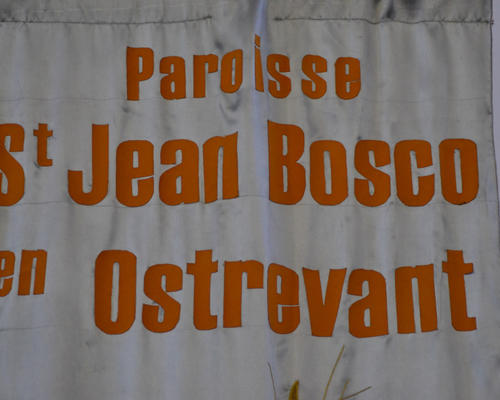 Paroisse
St Jean Bosco
en Ostrevant